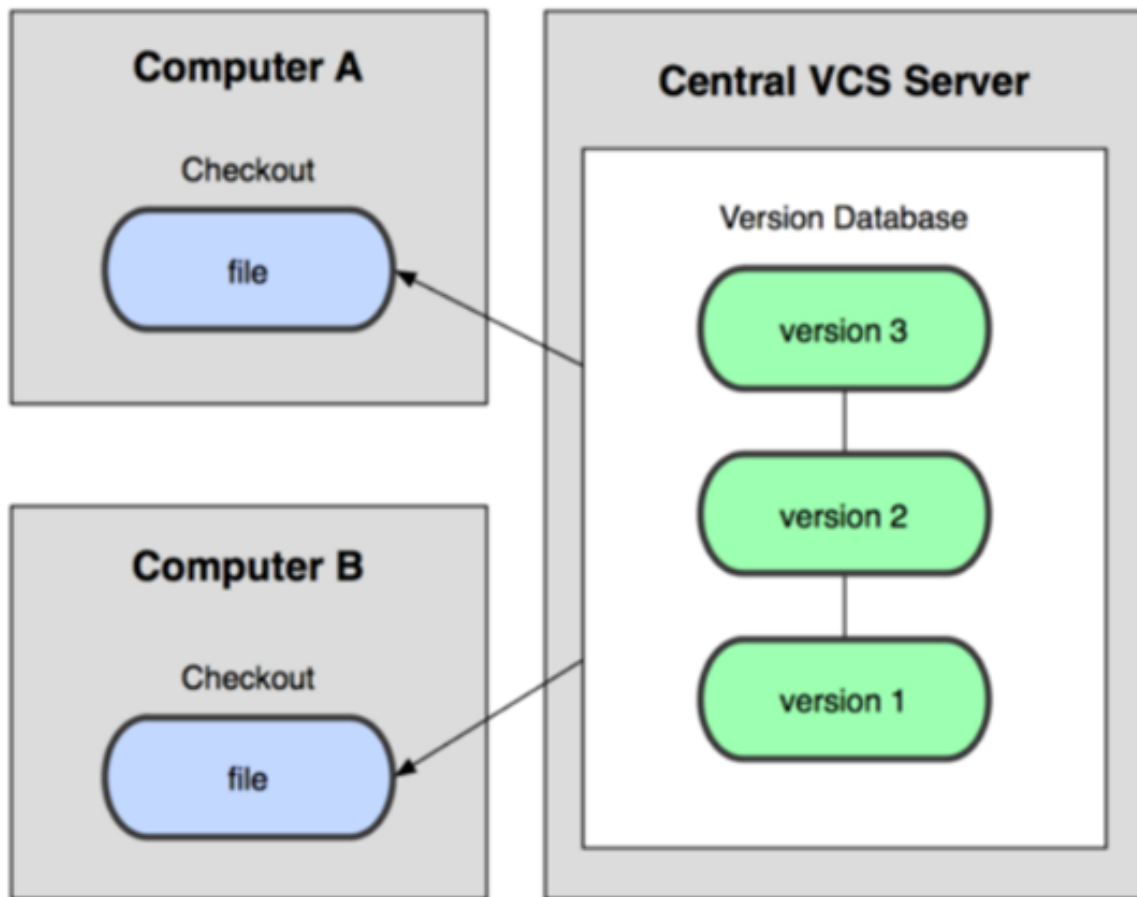 Computer A
Checkout
file
Computer B
Checkout
file
Central VCS Server
Version Database
version 3
version 2
version 1